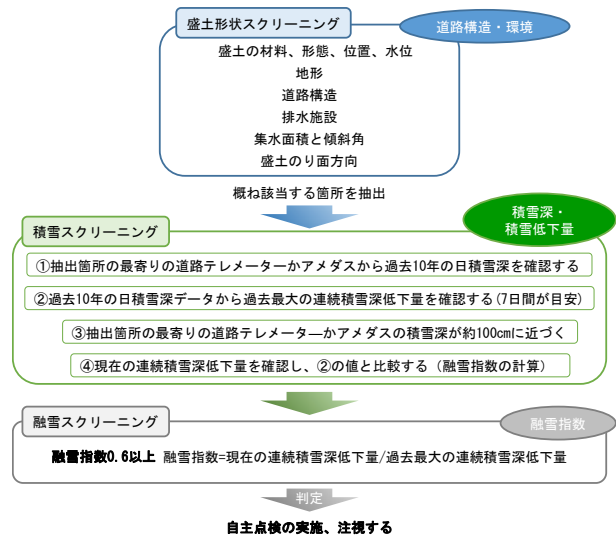 盛土形状スクリーニング
道路構造・環境
盛土の材料、形態、位置、水位
地形
道路構造
排水施設
集水面積と傾斜角
盛土のり面方向
概ね該当する箇所を抽出
積雪スクリーニング
積雪深・
積雪低下量
①抽出箇所の最寄りの道路テレメーターかアメダスから過去10年の日積雪深を確認する
②過去10年の日積雪深データから過去最大の連続積雪深低下量を確認する(7日間が目安)
③抽出箇所の最寄りの道路テレメータ―かアメダスの積雪深が約100cmに近づく
④現在の連続積雪深低下量を確認し、②の値と比較する（融雪指数の計算）
融雪スクリーニング
融雪指数
融雪指数0.6以上 融雪指数=現在の連続積雪深低下量/過去最大の連続積雪深低下量
判定
自主点検の実施、注視する